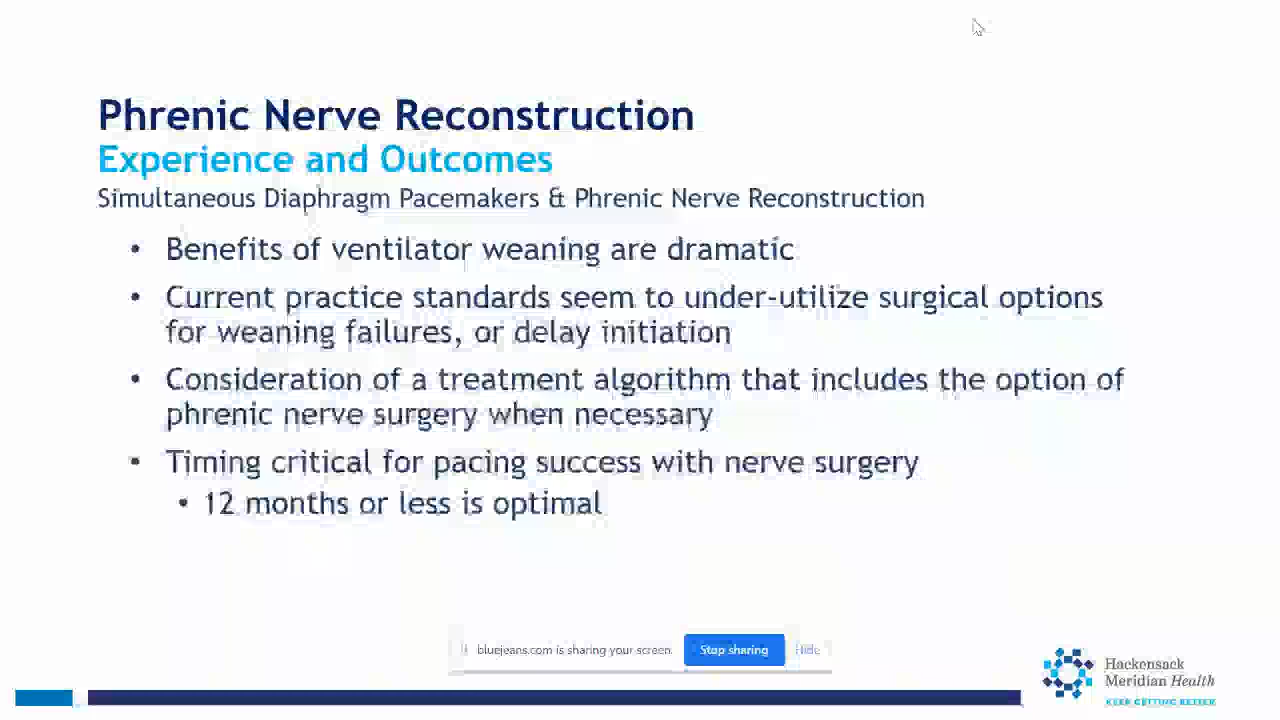 Phrenic Nerve Reconstruction
Experience and Outcomes
Simultaneous Diaphragm Pacemakers & Phrenic Nerve Reconstruction
• Benefits of ventilator weaning are dramatic
• Current practice standards seem to under-utilize surgical options
for weaning failures, or delay initiation
• Consideration of a treatment algorithm that includes the option of
phrenic nerve surgery when necessary
• Timing critical for pacing success with nerve surgery
• 12 months or less is optimal
bluejeans.com is sharing your screen. Stop sharing Hide
Hackensack
Meridian Health
KEEP GETTING BETTER